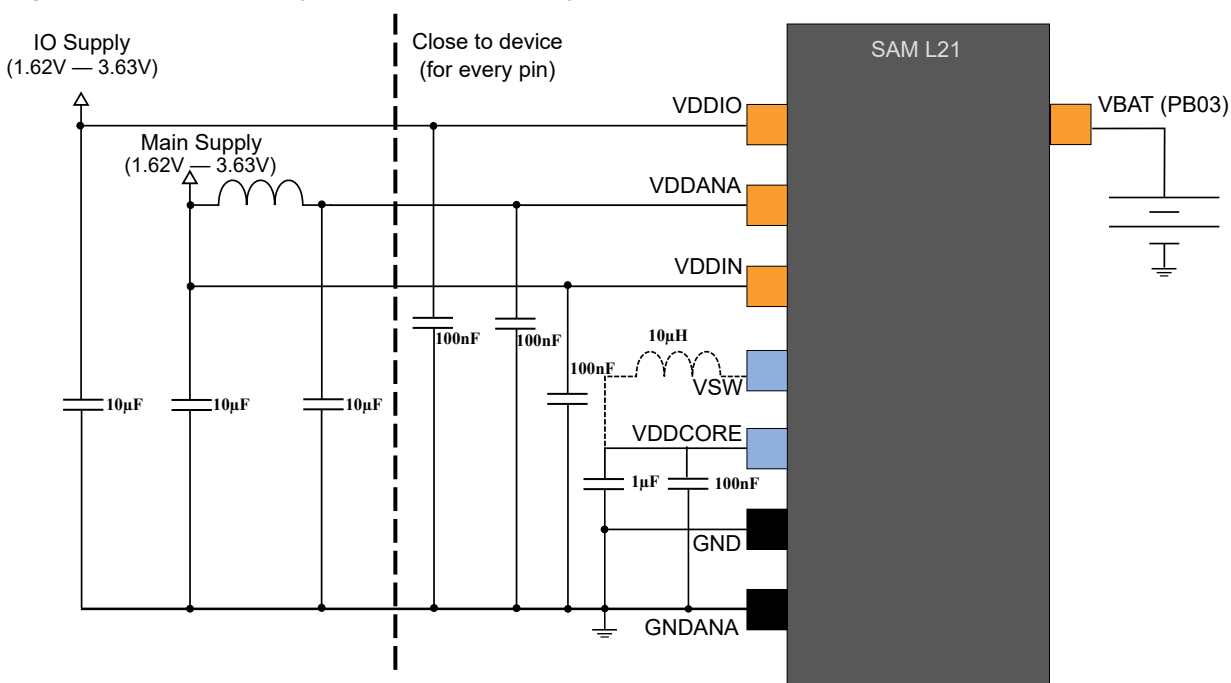 IO Supply
(1.62V — 3.63V)
Close to device
(for every pin)
SAM L21
VDDIO
VBAT (PB03)
Main Supply
(1.62V — 3.63V)
VDDANA
VDDIN
100nF
100nF
10µH
100nF
VSW
10µF
10µF
10µF
VDDCORE
1µF
100nF
GND
GNDANA